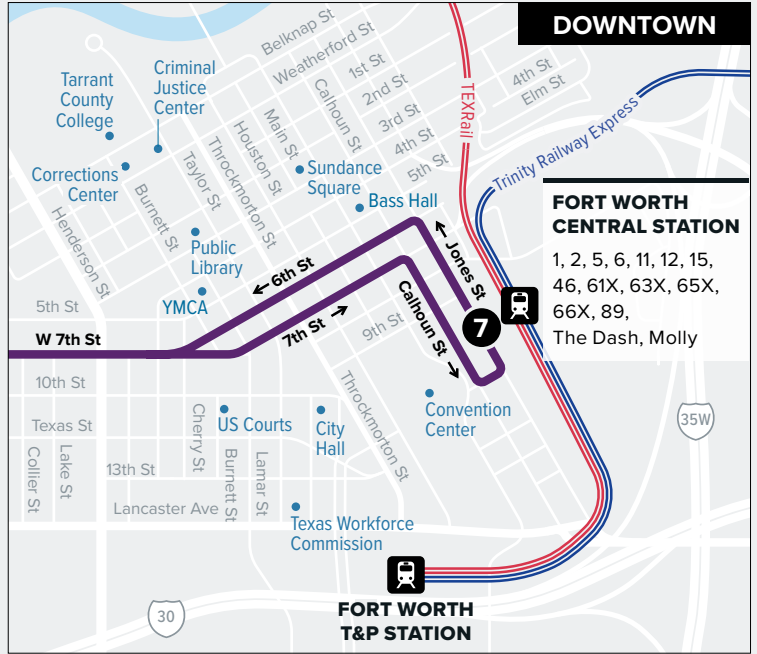 DOWNTOWN
Belknap St
Weatherford St
1st St
2nd St
3rd St
4th St
5th St
4th St
Elm St
TEXRail
Trinity Railway Express
Tarrant
County
College
Criminal
Justice
Center
Corrections
Center
Henderson St
Burnett St
Taylor St
Throckmorton St
Houston St
Main St
Calhoun St
Sundance
Square
Bass Hall
Public
Library
YMCA
FORT WORTH
CENTRAL STATION
1, 2, 5, 6, 11, 12, 15,
46, 61X, 63X, 65X,
66X, 89,
The Dash, Molly
← 6th St
← Jones St
7th St →
Calhoun St →
7
9th St
5th St
W 7th St
10th St
Texas St
13th St
Lancaster Ave
Collier St
Lake St
Cherry St
Burnett St
Lamar St
Throckmorton St
US Courts
City
Hall
Convention
Center
35W
Texas Workforce
Commission
30
FORT WORTH
T&P STATION